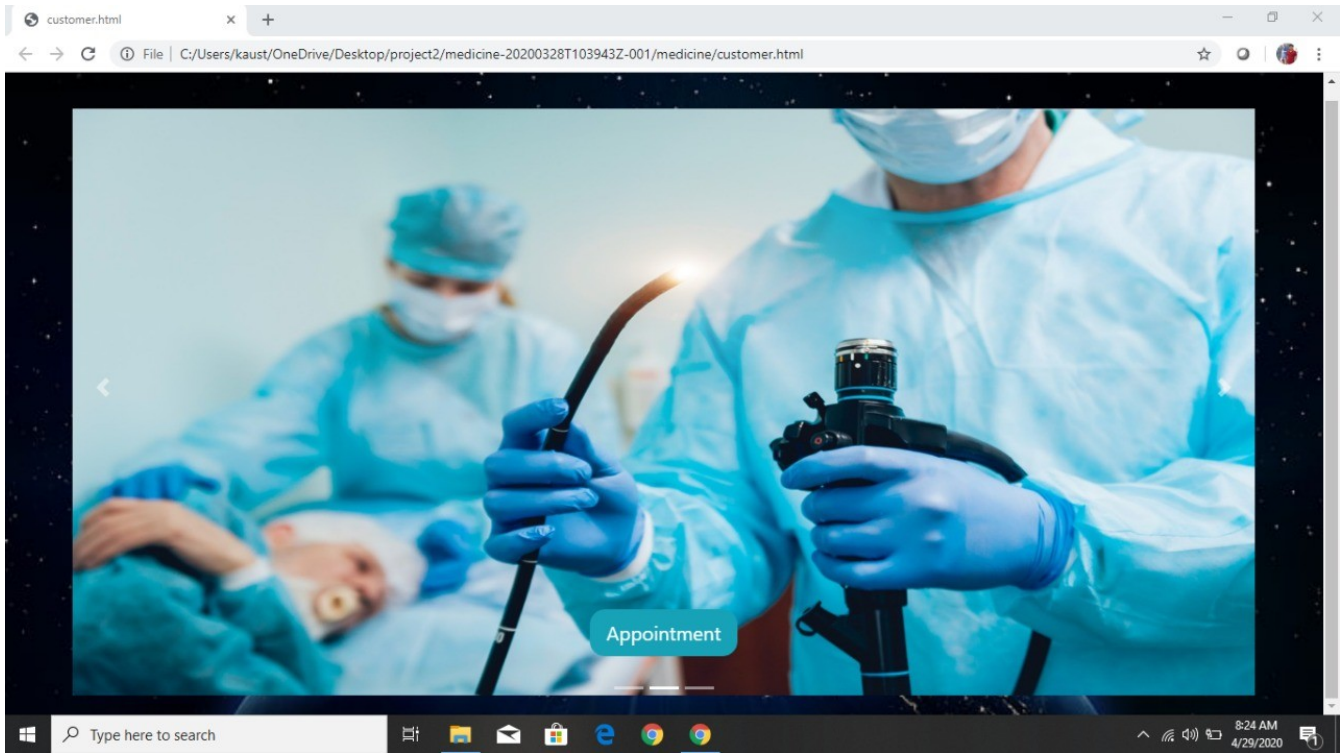 customer.html
File | C:/Users/kaust/OneDrive/Desktop/project2/medicine-20200328T103943Z-001/medicine/customer.html
Appointment
Type here to search
8:24 AM
4/29/2020
1